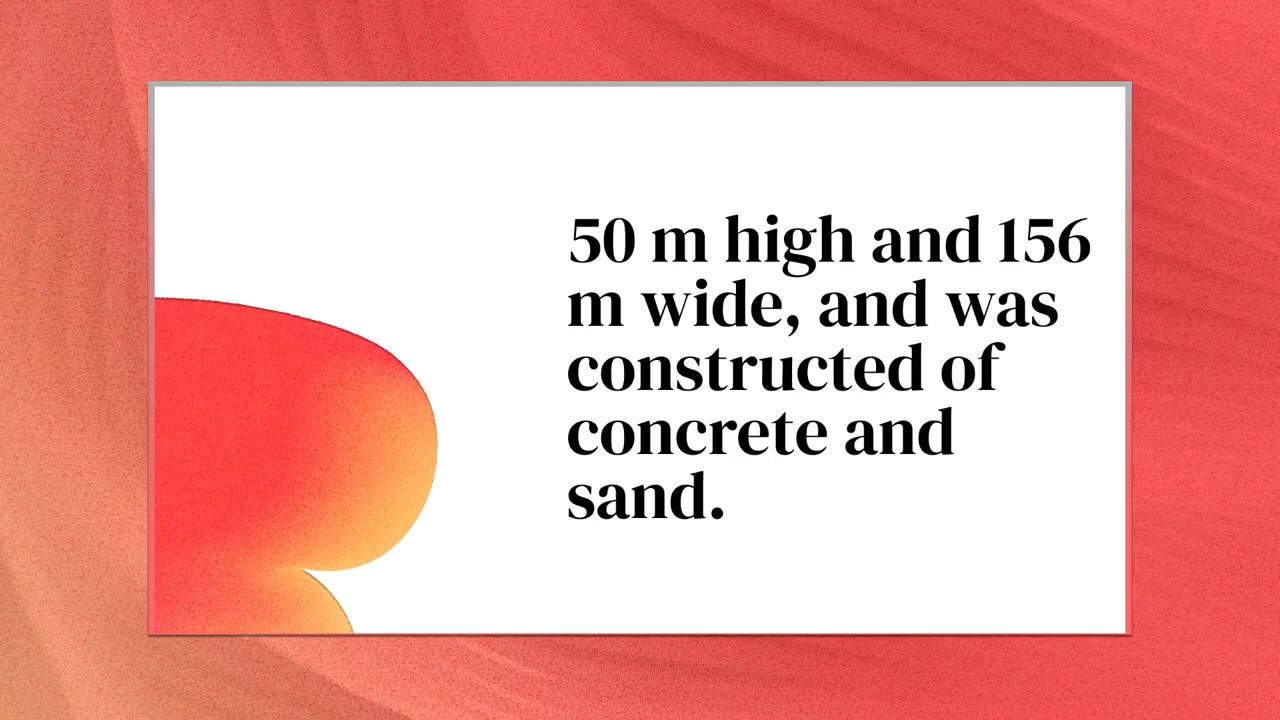 50 m high and 156
m wide, and was
constructed of
concrete and
sand.